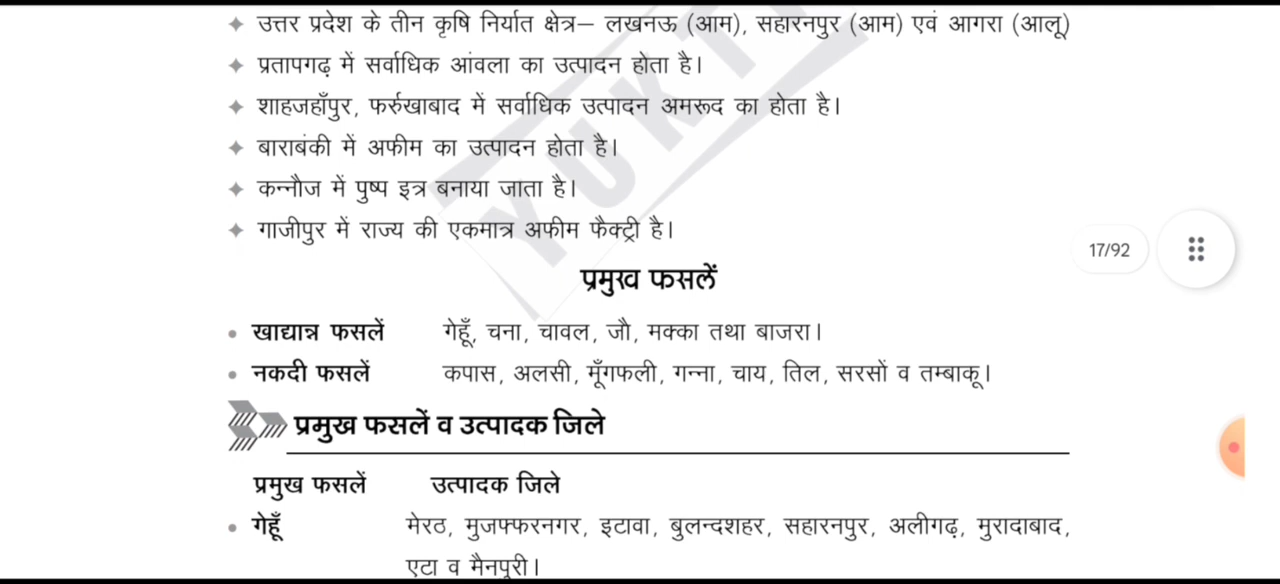 ✦ उत्तर प्रदेश के तीन कृषि निर्यात क्षेत्र– लखनऊ (आम), सहारनपुर (आम) एवं आगरा (आलू)
✦ प्रतापगढ़ में सर्वाधिक आंवला का उत्पादन होता है।
✦ शाहजहाँपुर, फर्रुखाबाद में सर्वाधिक उत्पादन अमरूद का होता है।
✦ बाराबंकी में अफीम का उत्पादन होता है।
✦ कन्नौज में पुष्प इत्र बनाया जाता है।
✦ गाजीपुर में राज्य की एकमात्र अफीम फैक्ट्री है।
17/92
प्रमुख फसलें
• खाद्यान्न फसलें गेहूँ, चना, चावल, जौ, मक्का तथा बाजरा।
• नकदी फसलें कपास, अलसी, मूँगफली, गन्ना, चाय, तिल, सरसों व तम्बाकू।
प्रमुख फसलें व उत्पादक जिले
प्रमुख फसलें उत्पादक जिले
• गेहूँ मेरठ, मुजफ्फरनगर, इटावा, बुलन्दशहर, सहारनपुर, अलीगढ़, मुरादाबाद,
एटा व मैनपुरी।
YUKT